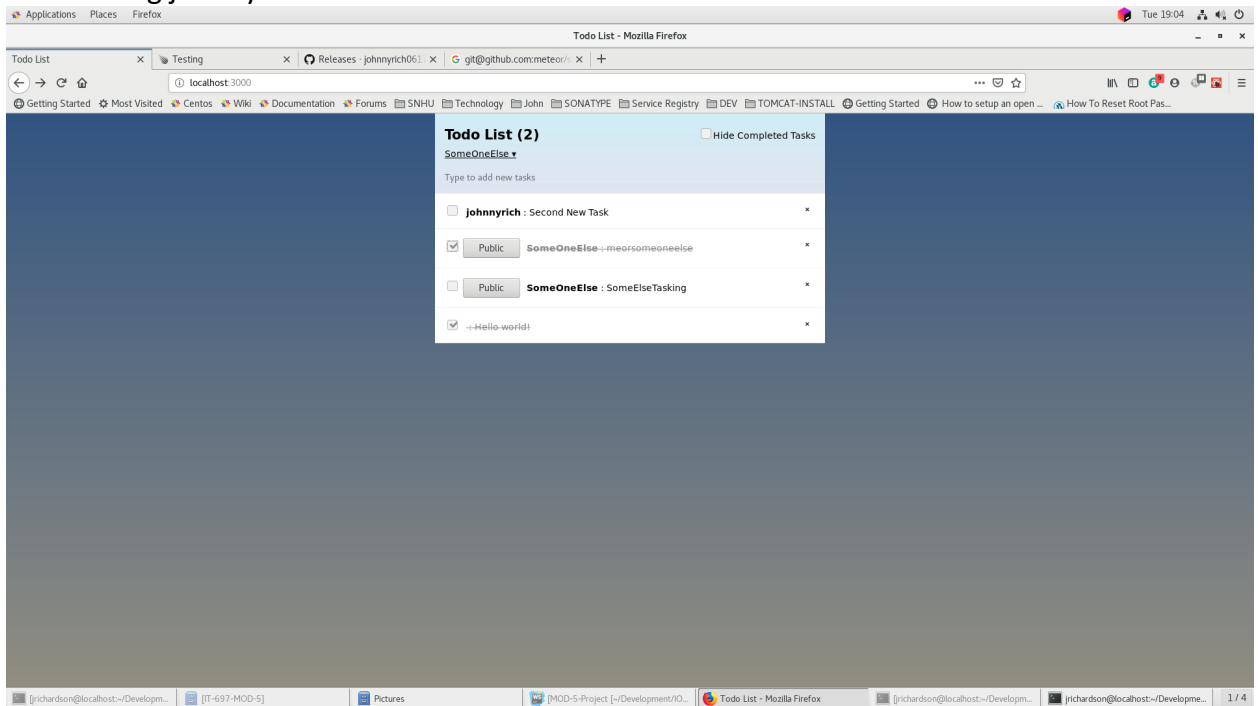 Applications Places Firefox Tue 19:04
Todo List - Mozilla Firefox
Todo List Testing Releases · johnnyrich061 git@github.com:meteor/s
localhost:3000
Getting Started Most Visited Centos Wiki Documentation Forums SNHU Technology John SONATYPE Service Registry DEV TOMCAT-INSTALL Getting Started How to setup an open ... How To Reset Root Pas...
Todo List (2) Hide Completed Tasks
SomeOneElse ▾
Type to add new tasks
johnnyrich : Second New Task ×
Public SomeOneElse : meorsomeoneelse ×
Public SomeOneElse : SomeElseTasking ×
: Hello world! ×
[jrichardson@localhost:~/Developm... [IT-697-MOD-5] Pictures [MOD-5-Project [~/Development/IO... Todo List - Mozilla Firefox [jrichardson@localhost:~/Developm... jrichardson@localhost:~/Developme... 1 / 4